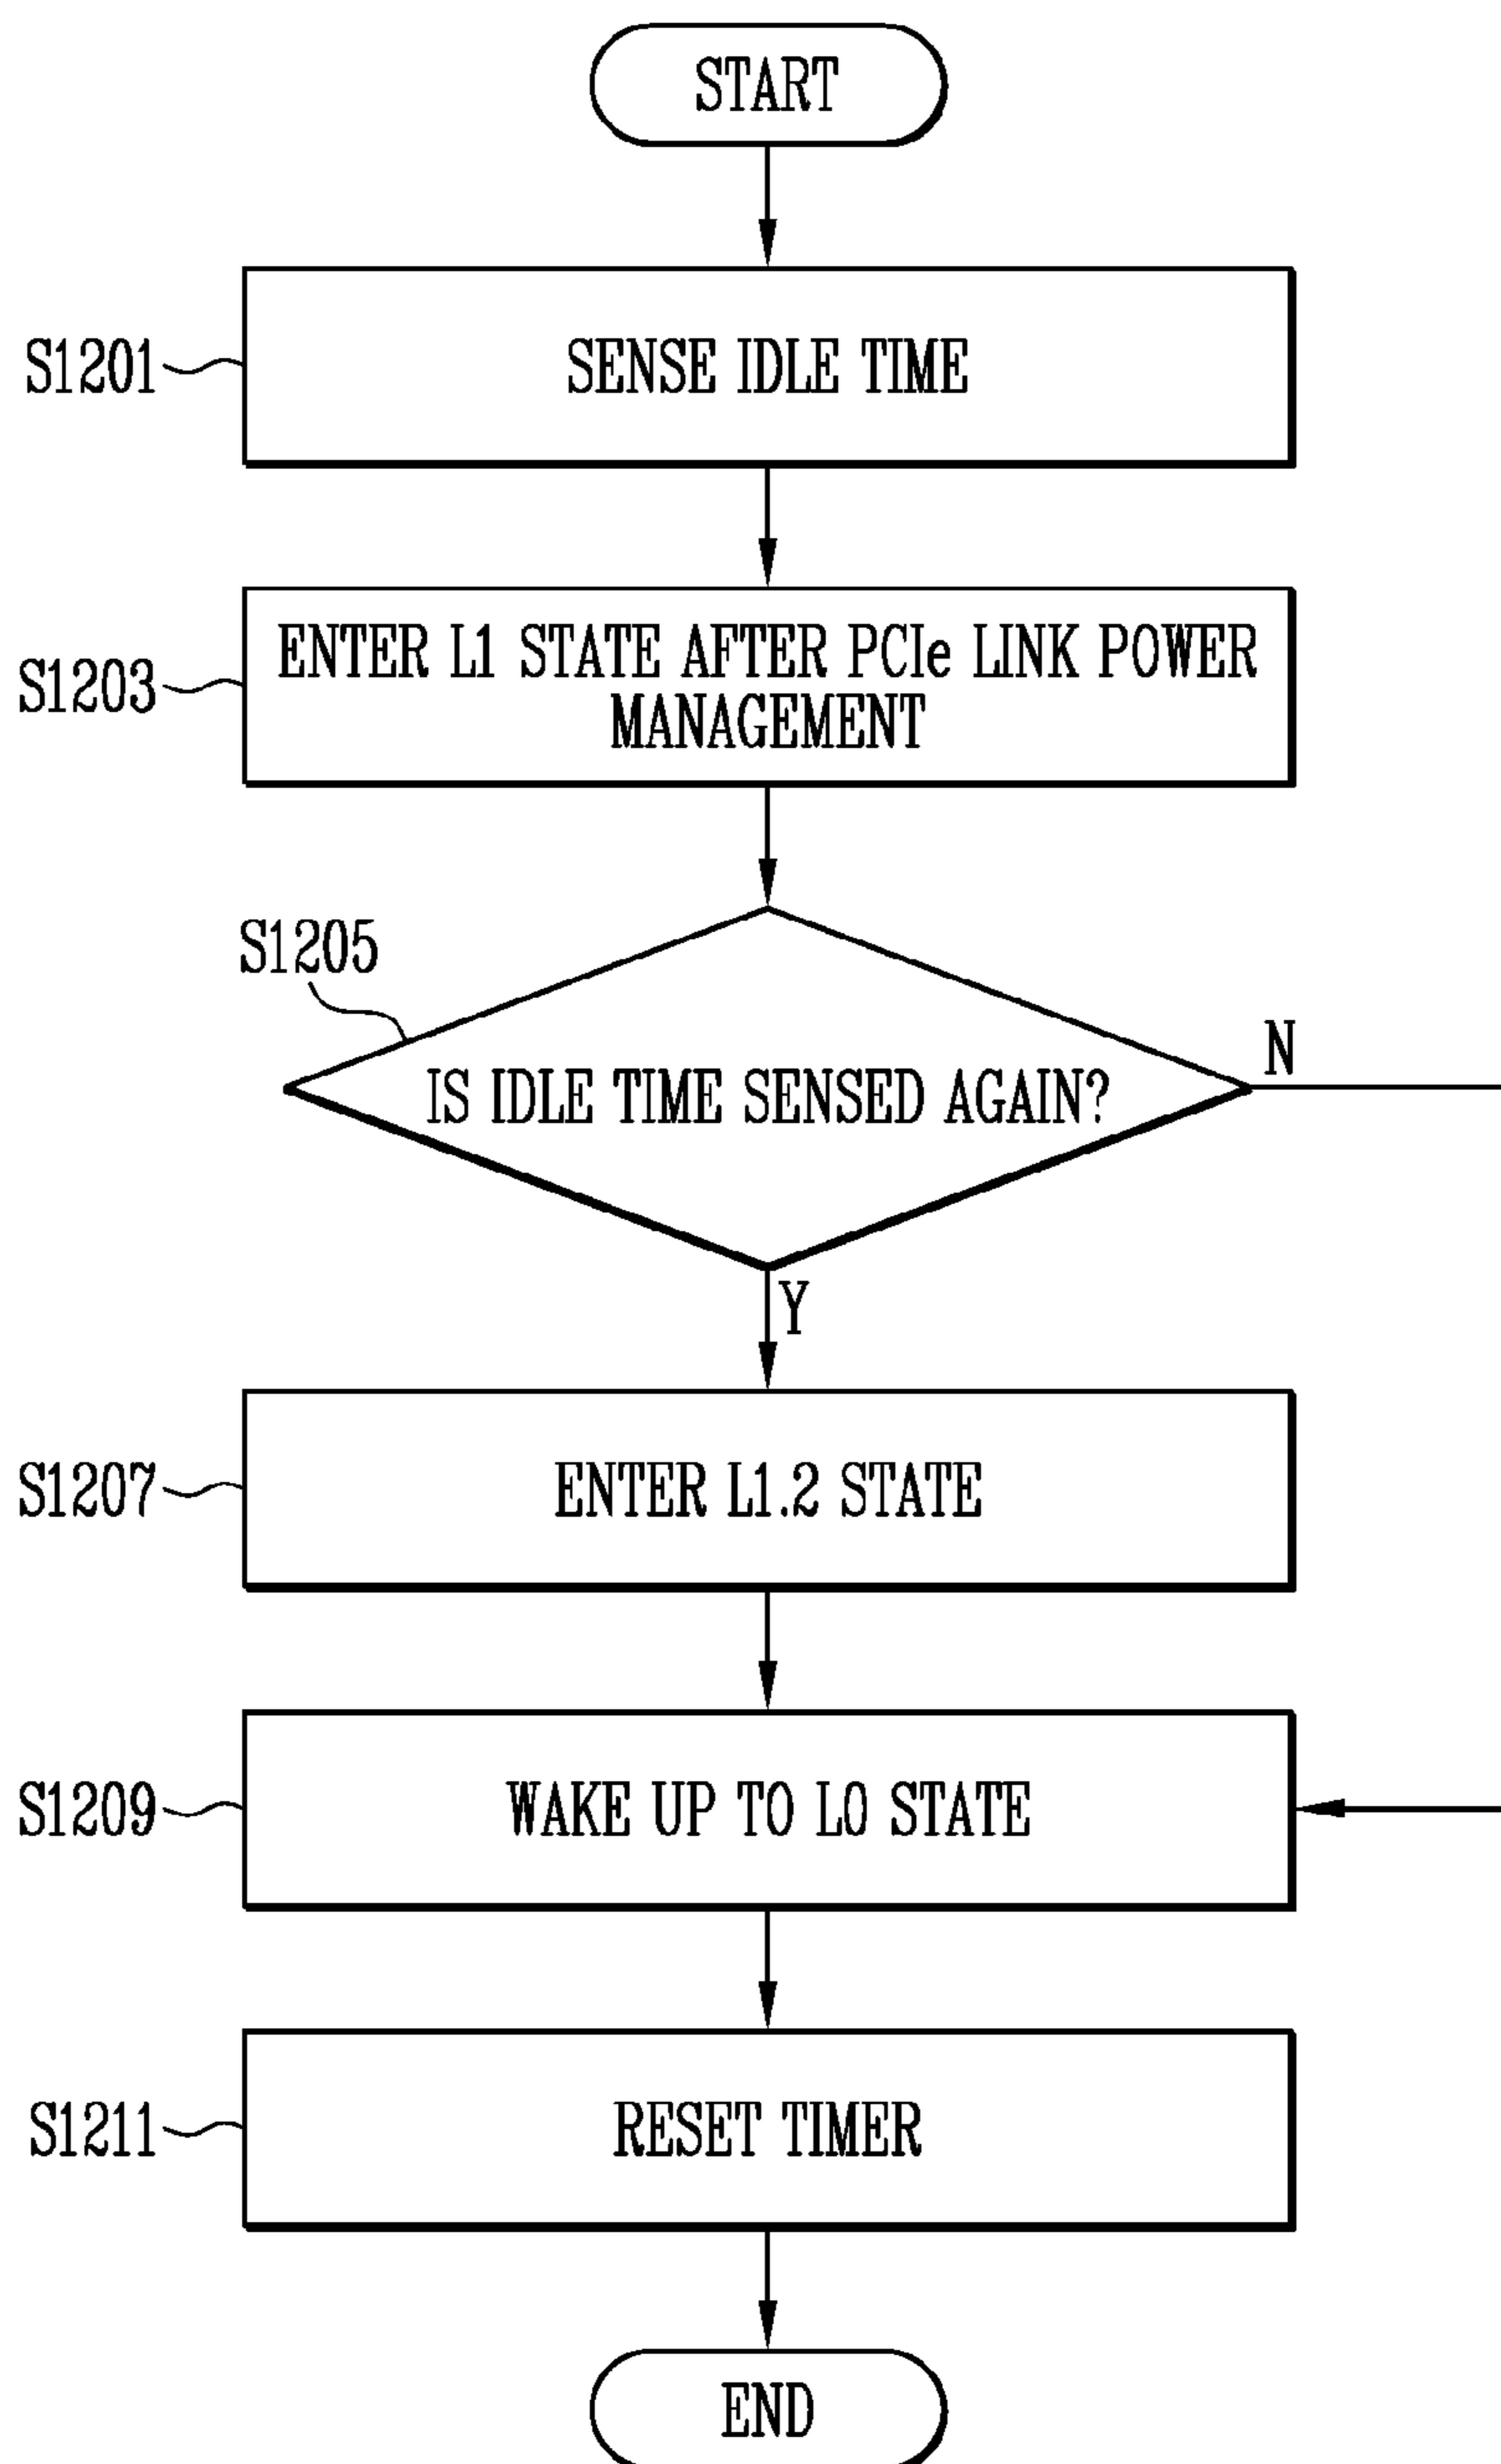 START
S1201
SENSE IDLE TIME
S1203
ENTER L1 STATE AFTER PCIe LINK POWER
MANAGEMENT
S1205
IS IDLE TIME SENSED AGAIN?
N
Y
S1207
ENTER L1.2 STATE
S1209
WAKE UP TO L0 STATE
S1211
RESET TIMER
END